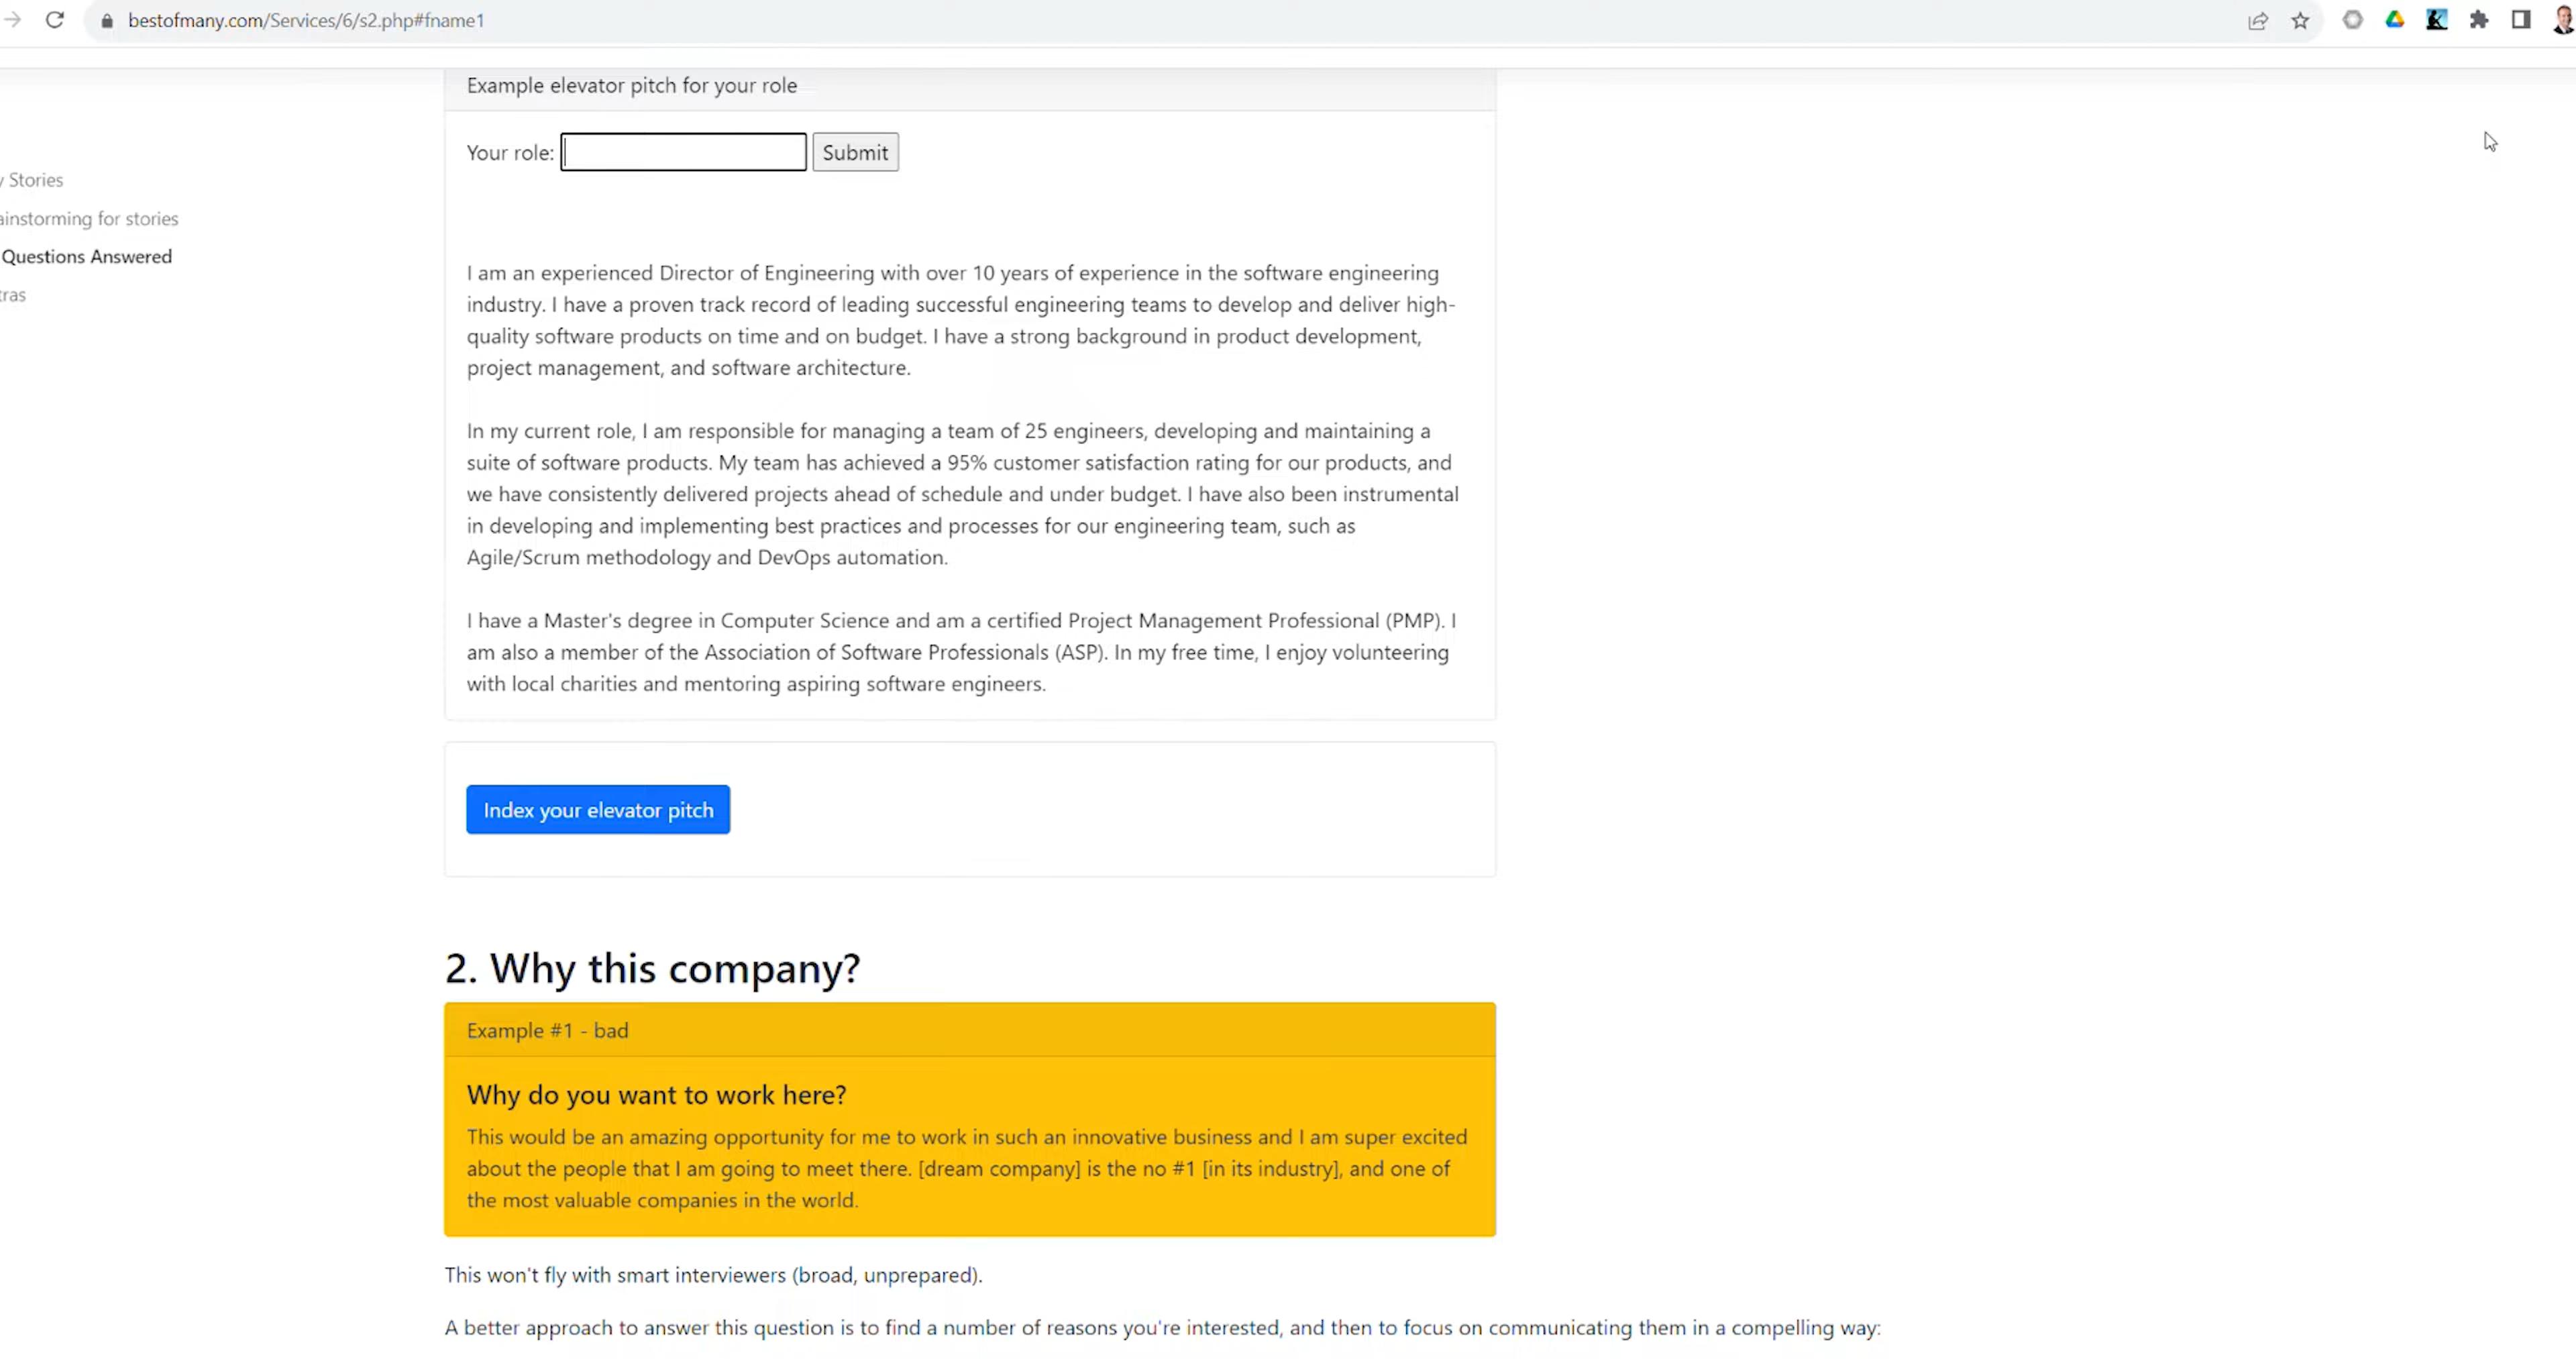 bestofmany.com/Services/6/s2.php#fname1
Example elevator pitch for your role
Your role:
Submit
Stories
for stories
Questions Answered
I am an experienced Director of Engineering with over 10 years of experience in the software engineering
industry. I have a proven track record of leading successful engineering teams to develop and deliver high-
quality software products on time and on budget. I have a strong background in product development,
project management, and software architecture.
In my current role, I am responsible for managing a team of 25 engineers, developing and maintaining a
suite of software products. My team has achieved a 95% customer satisfaction rating for our products, and
we have consistently delivered projects ahead of schedule and under budget. I have also been instrumental
in developing and implementing best practices and processes for our engineering team, such as
Agile/Scrum methodology and DevOps automation.
I have a Master's degree in Computer Science and am a certified Project Management Professional (PMP). I
am also a member of the Association of Software Professionals (ASP). In my free time, I enjoy volunteering
with local charities and mentoring aspiring software engineers.
Index your elevator pitch
2. Why this company?
Example #1 - bad
Why do you want to work here?
This would be an amazing opportunity for me to work in such an innovative business and I am super excited
about the people that I am going to meet there. [dream company] is the no #1 [in its industry], and one of
the most valuable companies in the world.
This won't fly with smart interviewers (broad, unprepared).
A better approach to answer this question is to find a number of reasons you're interested, and then to focus on communicating them in a compelling way: